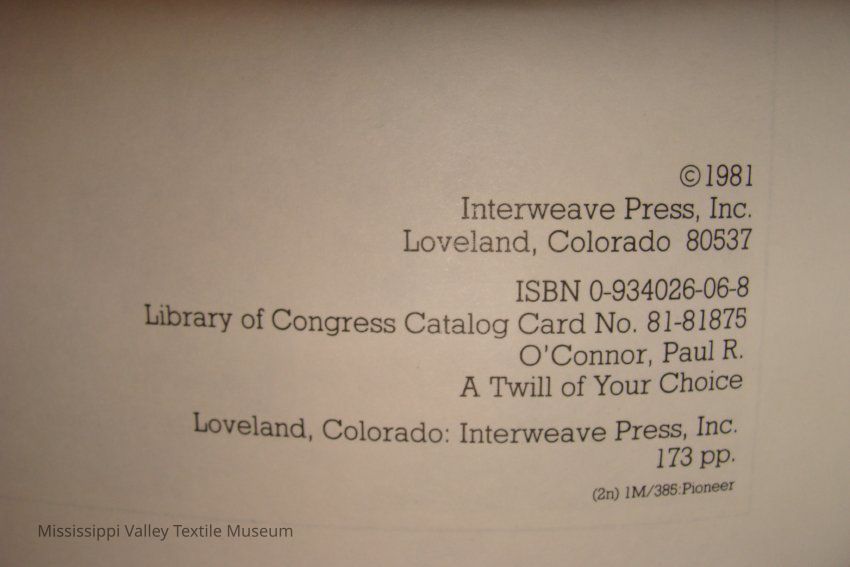 ©1981
Interweave Press, Inc.
Loveland, Colorado 80537
ISBN 0-934026-06-8
Library of Congress Catalog Card No. 81-81875
O'Connor, Paul R.
A Twill of Your Choice
Loveland, Colorado: Interweave Press, Inc.
173 pp.
(2n) 1M/385:Pioneer
Mississippi Valley Textile Museum